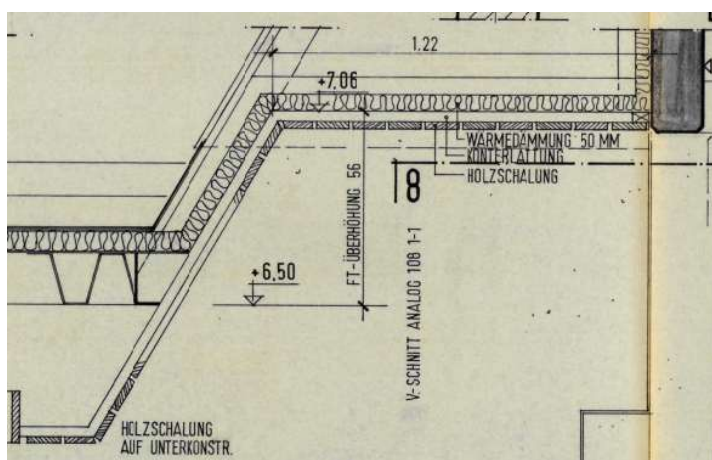 1,22
+7,06
WÄRMEDÄMMUNG 50 MM
KONTERLATTUNG
HOLZSCHALUNG
8
FT-ÜBERHÖHUNG 56
V-SCHNITT ANALOG 108 1-1
+6,50
HOLZSCHALUNG
AUF UNTERKONSTR.